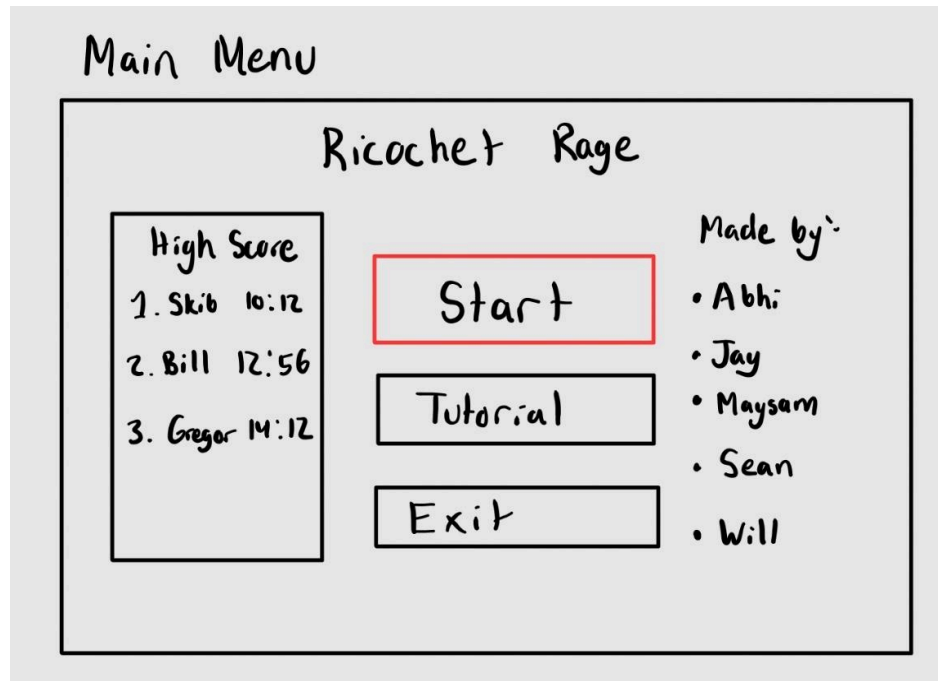 Main Menu
Ricochet Rage
High Score
1. Skib 10:12
2. Bill 12:56
3. Gregor 14:12
Start
Tutorial
Exit
Made by:
• Abhi
• Jay
• Maysam
• Sean
• Will